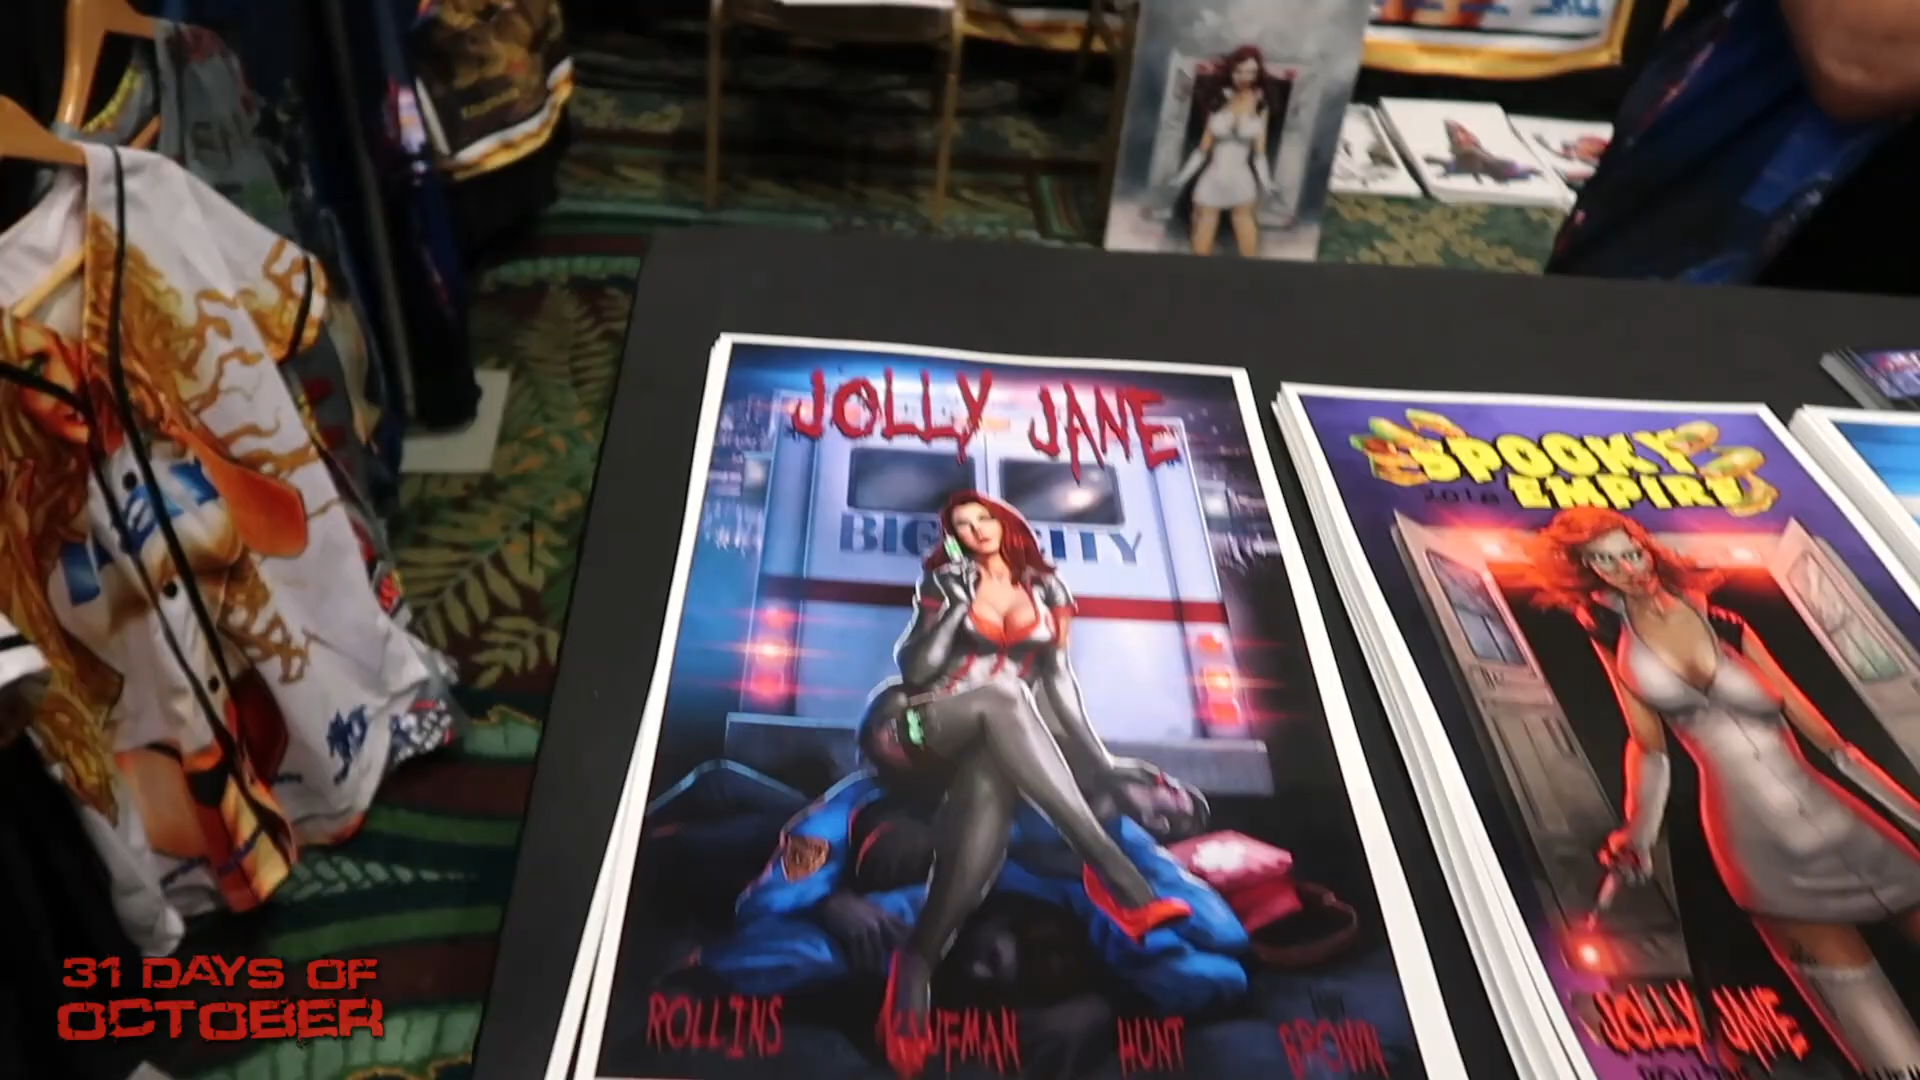 JOLLY JANE
BIG CITY
ROLLINS KAUFMAN HUNT BROWN
SPOOKY
2018 EMPIRE
JOLLY JANE
31 DAYS OF
OCTOBER